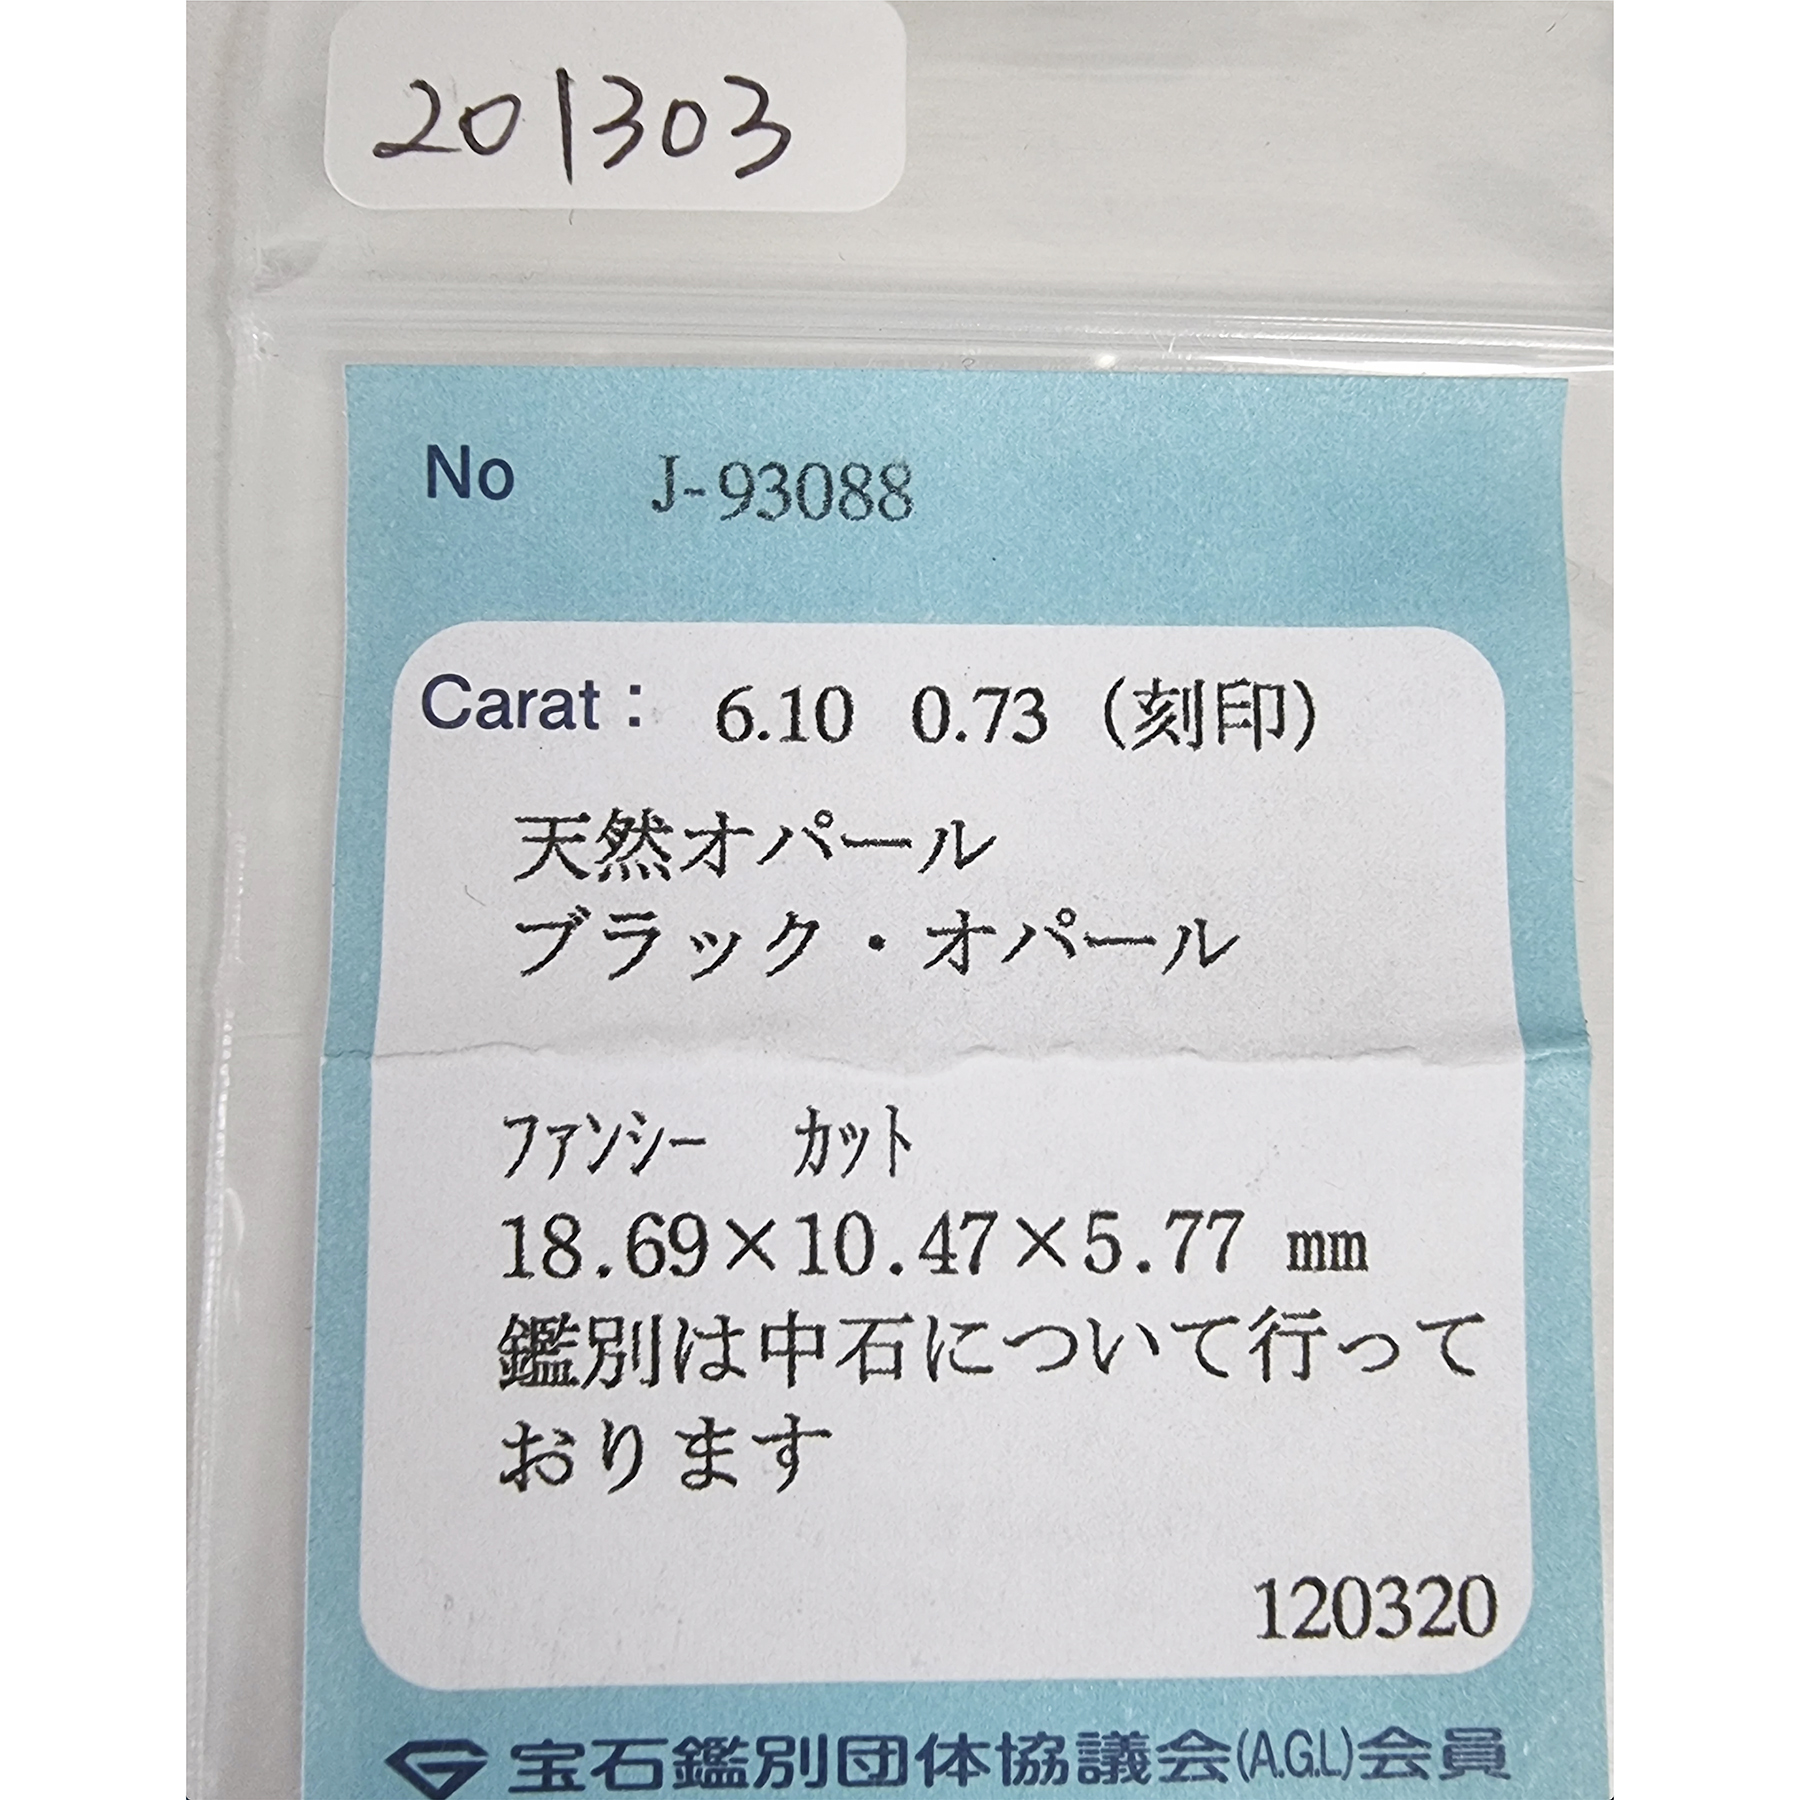 201303
No J-93088
Carat: 6.10 0.73 (刻印)
天然オパール
ブラック・オパール
ファンシー カット
18.69×10.47×5.77 mm
鑑別は中石について行って
おります
120320
宝石鑑別団体協議会(A.G.L)会員